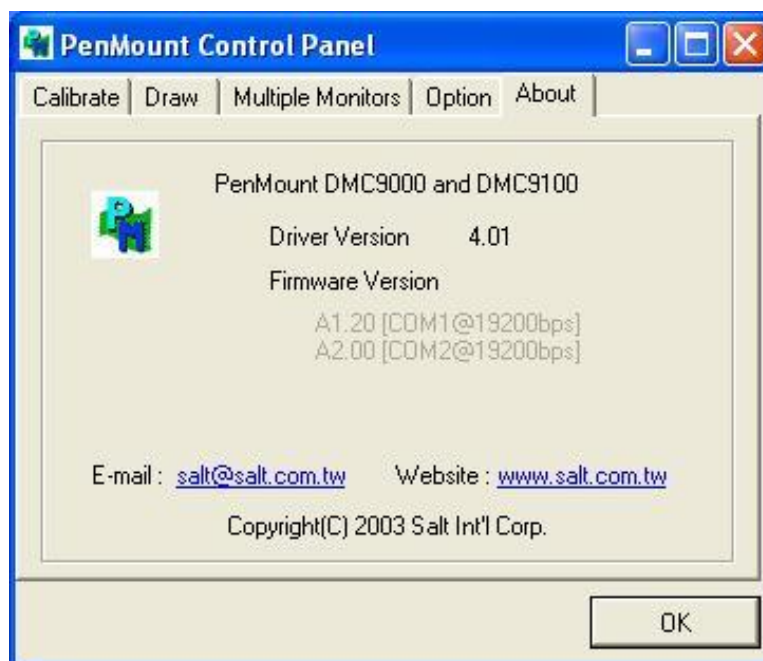 PenMount Control Panel
Calibrate Draw Multiple Monitors Option About
PenMount DMC9000 and DMC9100
PM
Driver Version 4.01
Firmware Version
A1.20 [COM1@19200bps]
A2.00 [COM2@19200bps]
E-mail : salt@salt.com.tw Website : www.salt.com.tw
Copyright(C) 2003 Salt Int'l Corp.
OK